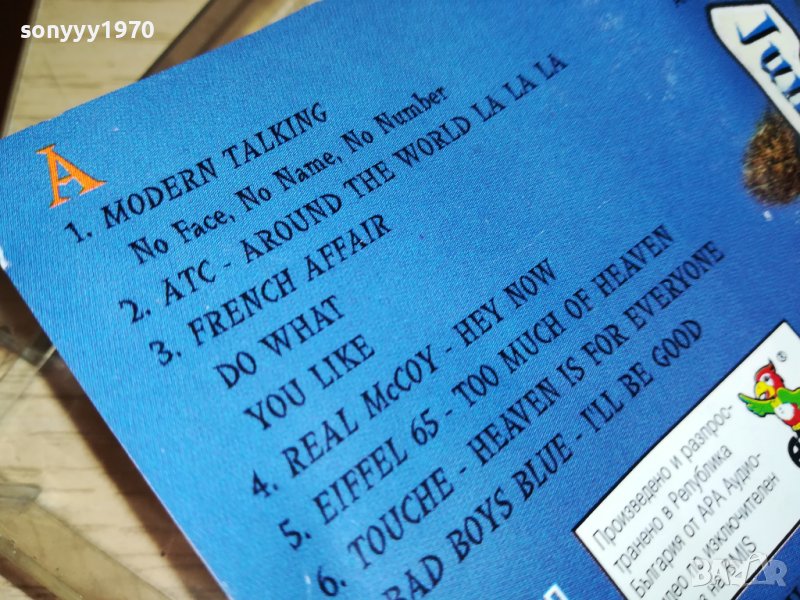 sonyyy1970
A
1. MODERN TALKING
No Face, No Name, No Number
2. ATC - AROUND THE WORLD LA LA LA
3. FRENCH AFFAIR
DO WHAT
YOU LIKE
4. REAL McCOY - HEY NOW
5. EIFFEL 65 - TOO MUCH OF HEAVEN
6. TOUCHE - HEAVEN IS FOR EVERYONE
BAD BOYS BLUE - I'LL BE GOOD
®
Произведено и разпрос-
транено в Република
България от АРА Аудио-
изключителен
BAZAR